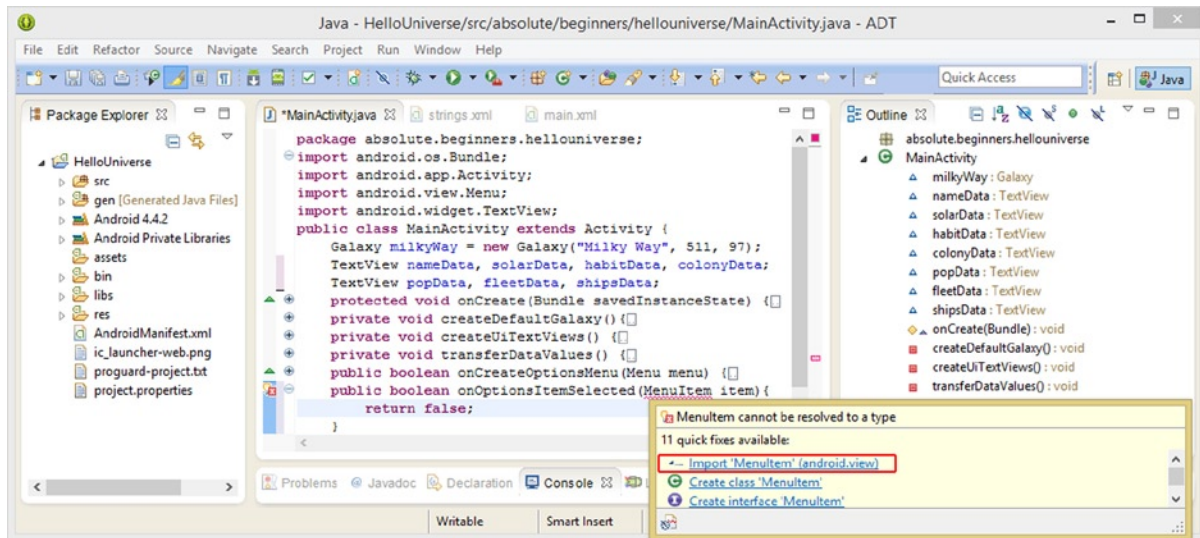 Java - HelloUniverse/src/absolute/beginners/hellouniverse/MainActivity.java - ADT
File Edit Refactor Source Navigate Search Project Run Window Help
Quick Access
Java
Package Explorer
HelloUniverse
src
gen [Generated Java Files]
Android 4.4.2
Android Private Libraries
assets
bin
libs
res
AndroidManifest.xml
ic_launcher-web.png
proguard-project.txt
project.properties
*MainActivity.java strings.xml main.xml
package absolute.beginners.hellouniverse;
import android.os.Bundle;
import android.app.Activity;
import android.view.Menu;
import android.widget.TextView;
public class MainActivity extends Activity {
Galaxy milkyWay = new Galaxy("Milky Way", 511, 97);
TextView nameData, solarData, habitData, colonyData;
TextView popData, fleetData, shipsData;
protected void onCreate(Bundle savedInstanceState) {
private void createDefaultGalaxy(){
private void createUiTextViews() {
private void transferDataValues() {
public boolean onCreateOptionsMenu(Menu menu) {
public boolean onOptionsItemSelected(MenuItem item){
return false;
}
Outline
absolute.beginners.hellouniverse
MainActivity
milkyWay : Galaxy
nameData : TextView
solarData : TextView
habitData : TextView
colonyData : TextView
popData : TextView
fleetData : TextView
shipsData : TextView
onCreate(Bundle) : void
createDefaultGalaxy() : void
createUiTextViews() : void
transferDataValues() : void
MenuItem cannot be resolved to a type
11 quick fixes available:
Import 'MenuItem' (android.view)
Create class 'MenuItem'
Create interface 'MenuItem'
Problems Javadoc Declaration Console
Writable Smart Insert